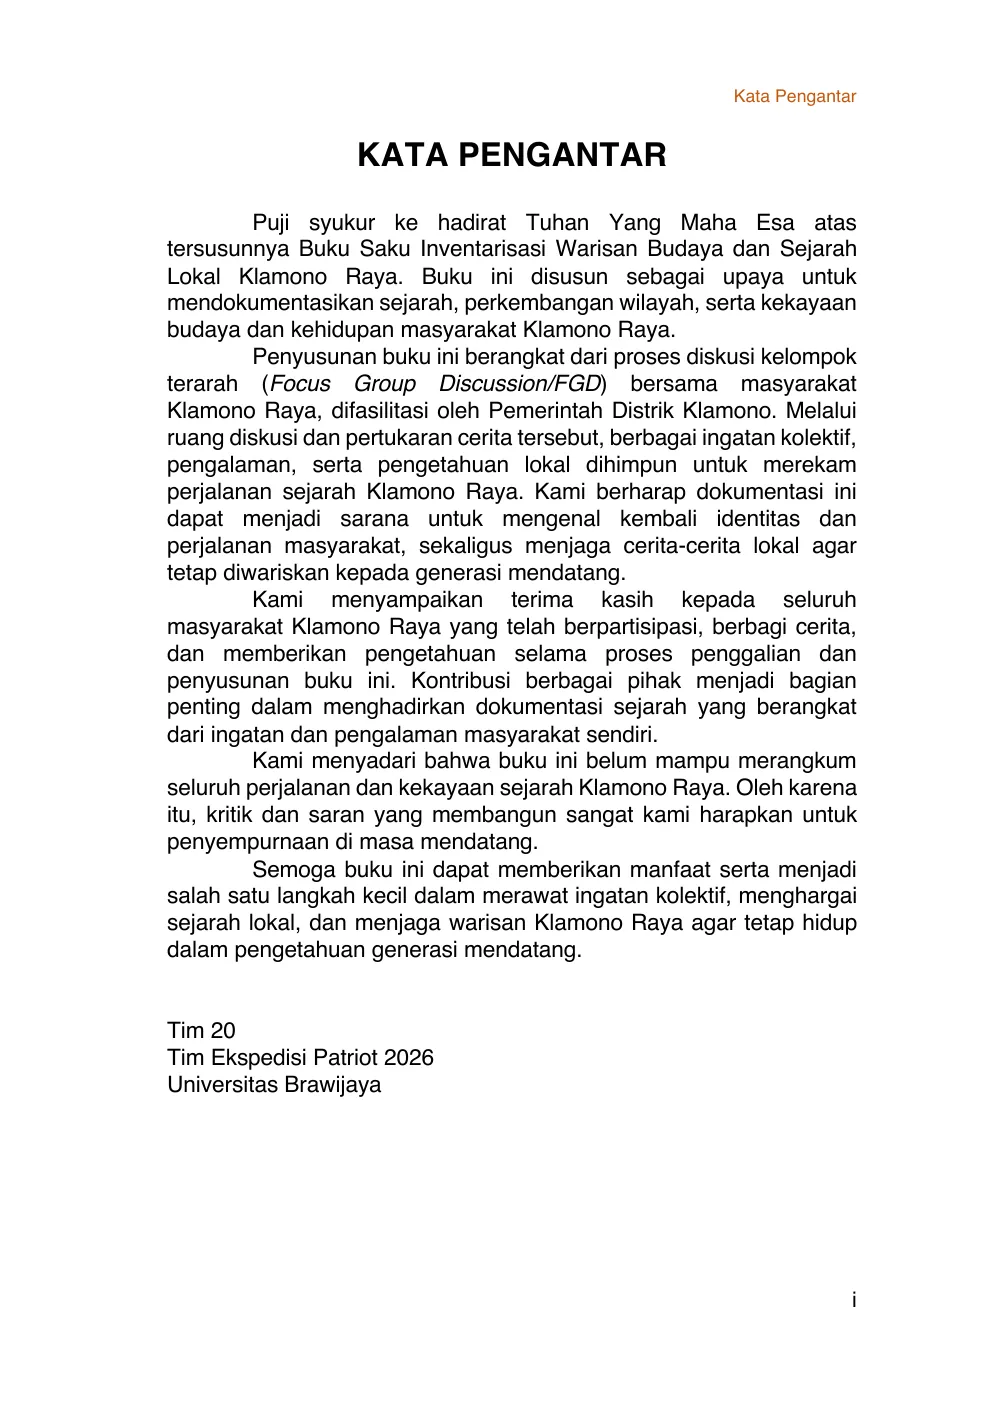 Kata Pengantar
KATA PENGANTAR
Puji syukur ke hadirat Tuhan Yang Maha Esa atas
tersusunnya Buku Saku Inventarisasi Warisan Budaya dan Sejarah
Lokal Klamono Raya. Buku ini disusun sebagai upaya untuk
mendokumentasikan sejarah, perkembangan wilayah, serta kekayaan
budaya dan kehidupan masyarakat Klamono Raya.
Penyusunan buku ini berangkat dari proses diskusi kelompok
terarah (Focus Group Discussion/FGD) bersama masyarakat
Klamono Raya, difasilitasi oleh Pemerintah Distrik Klamono. Melalui
ruang diskusi dan pertukaran cerita tersebut, berbagai ingatan kolektif,
pengalaman, serta pengetahuan lokal dihimpun untuk merekam
perjalanan sejarah Klamono Raya. Kami berharap dokumentasi ini
dapat menjadi sarana untuk mengenal kembali identitas dan
perjalanan masyarakat, sekaligus menjaga cerita-cerita lokal agar
tetap diwariskan kepada generasi mendatang.
Kami menyampaikan terima kasih kepada seluruh
masyarakat Klamono Raya yang telah berpartisipasi, berbagi cerita,
dan memberikan pengetahuan selama proses penggalian dan
penyusunan buku ini. Kontribusi berbagai pihak menjadi bagian
penting dalam menghadirkan dokumentasi sejarah yang berangkat
dari ingatan dan pengalaman masyarakat sendiri.
Kami menyadari bahwa buku ini belum mampu merangkum
seluruh perjalanan dan kekayaan sejarah Klamono Raya. Oleh karena
itu, kritik dan saran yang membangun sangat kami harapkan untuk
penyempurnaan di masa mendatang.
Semoga buku ini dapat memberikan manfaat serta menjadi
salah satu langkah kecil dalam merawat ingatan kolektif, menghargai
sejarah lokal, dan menjaga warisan Klamono Raya agar tetap hidup
dalam pengetahuan generasi mendatang.
Tim 20
Tim Ekspedisi Patriot 2026
Universitas Brawijaya
i